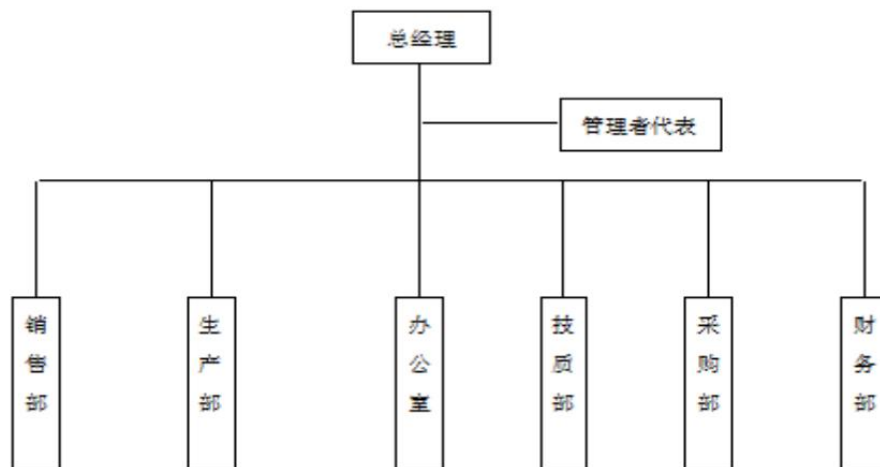 总经理
管理者代表
销售部
生产部
办公室
技质部
采购部
财务部